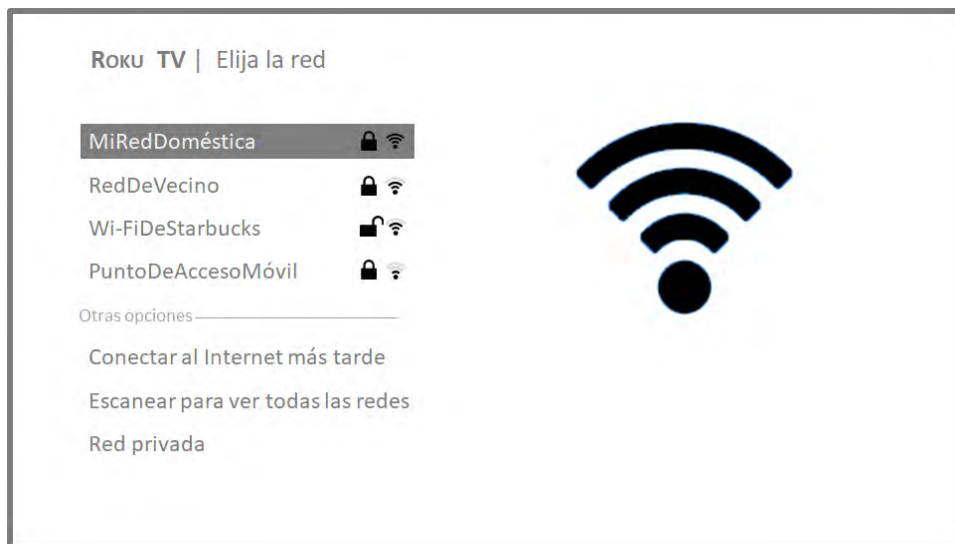 ROKU TV | Elija la red
MiRedDoméstica
RedDeVecino
Wi-FiDeStarbucks
PuntoDeAccesoMóvil
Otras opciones
Conectar al Internet más tarde
Escanear para ver todas las redes
Red privada